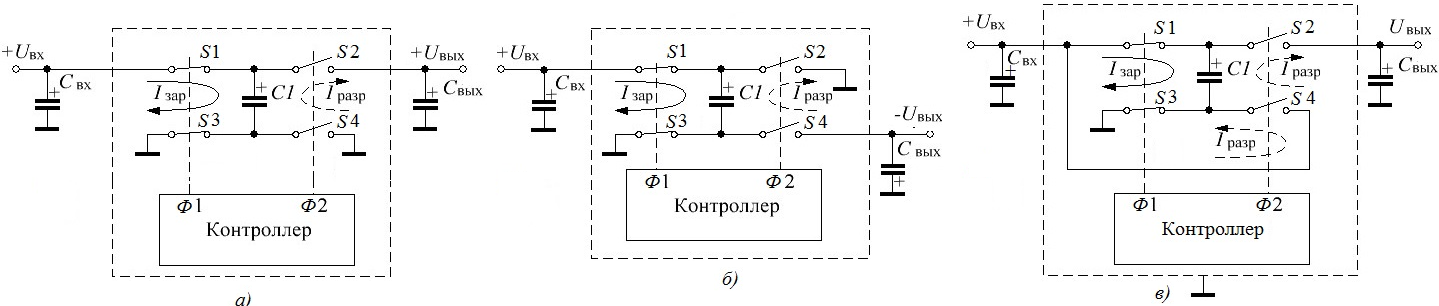 +Uвх
Cвх
S1
S2
S3
S4
+
+
+
Iзар
C1
Iразр
+Uвых
Cвых
Ф1
Ф2
Контроллер
а)
+Uвх
Cвх
S1
S2
S3
S4
+
+
+
Iзар
C1
Iразр
-Uвых
Cвых
Ф1
Ф2
Контроллер
б)
+Uвх
Cвх
S1
S2
S3
S4
+
+
+
Iзар
C1
Iразр
Iразр
Uвых
Cвых
Ф1
Ф2
Контроллер
в)